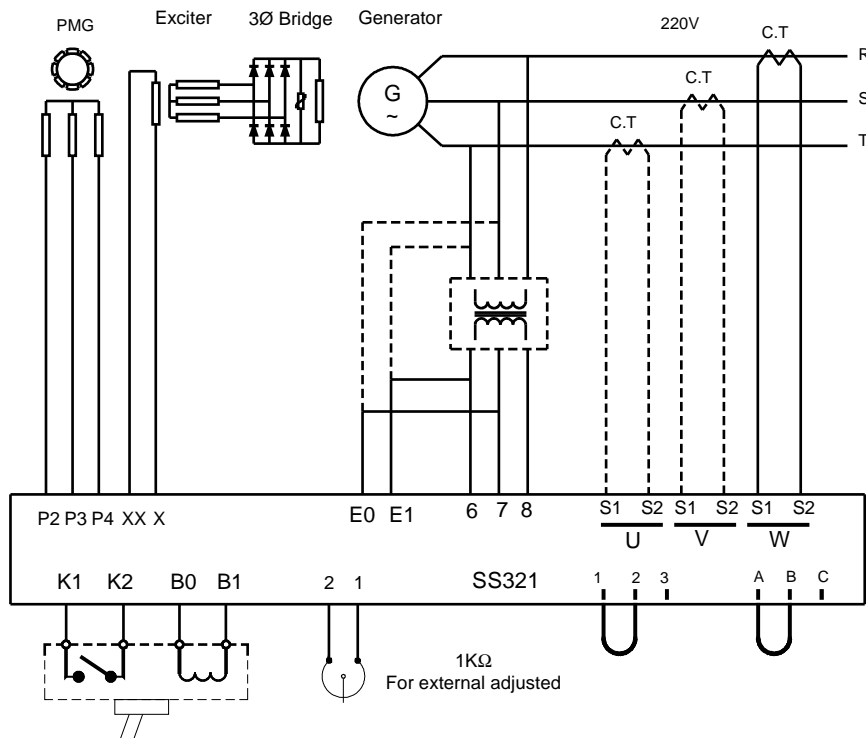 PMG
Exciter
3Ø Bridge
Generator
220V
C.T
R
C.T
S
C.T
T
G
~
P2 P3 P4 XX X
E0 E1
6 7 8
S1 S2 S1 S2 S1 S2
U V W
K1 K2 B0 B1
2 1
SS321
1 2 3
A B C
1KΩ
For external adjusted